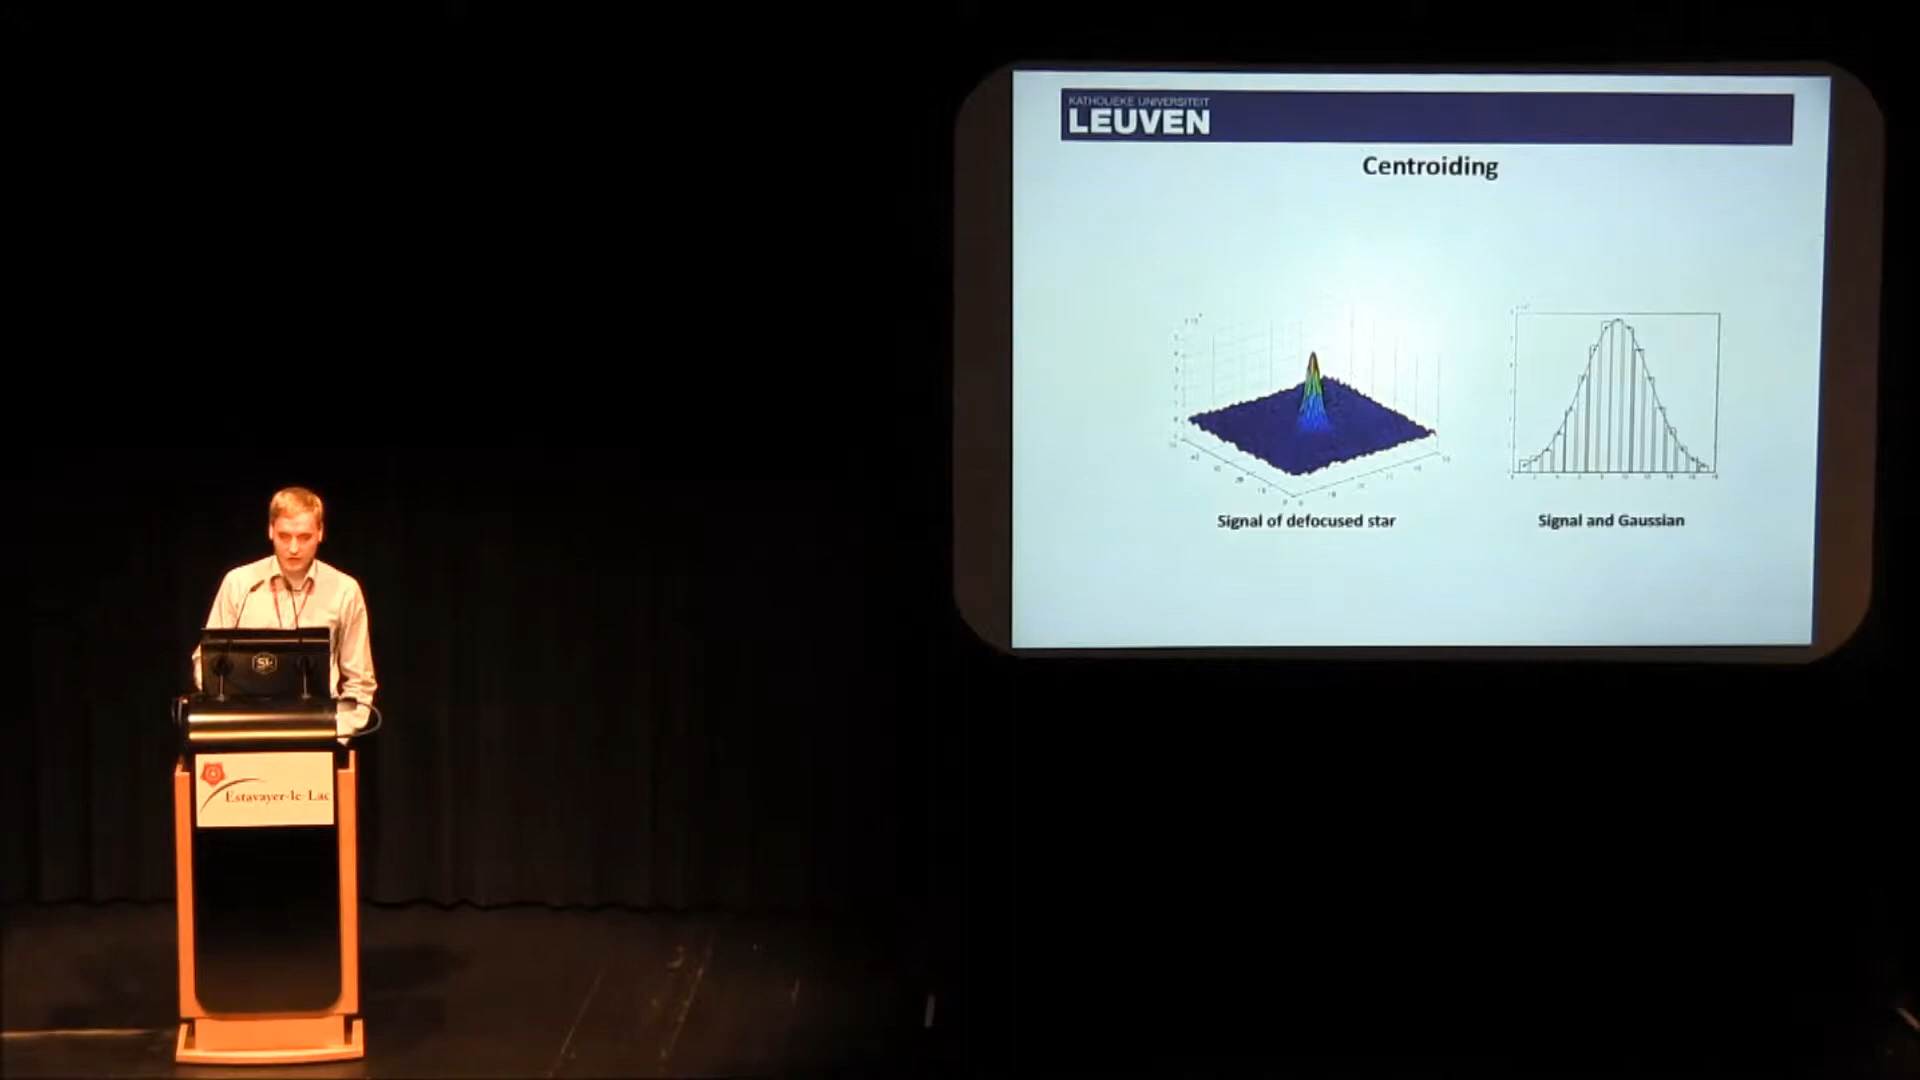 KATHOLIEKE UNIVERSITEIT
LEUVEN
Centroiding
Signal of defocused star
Signal and Gaussian
Estavayer-le-Lac